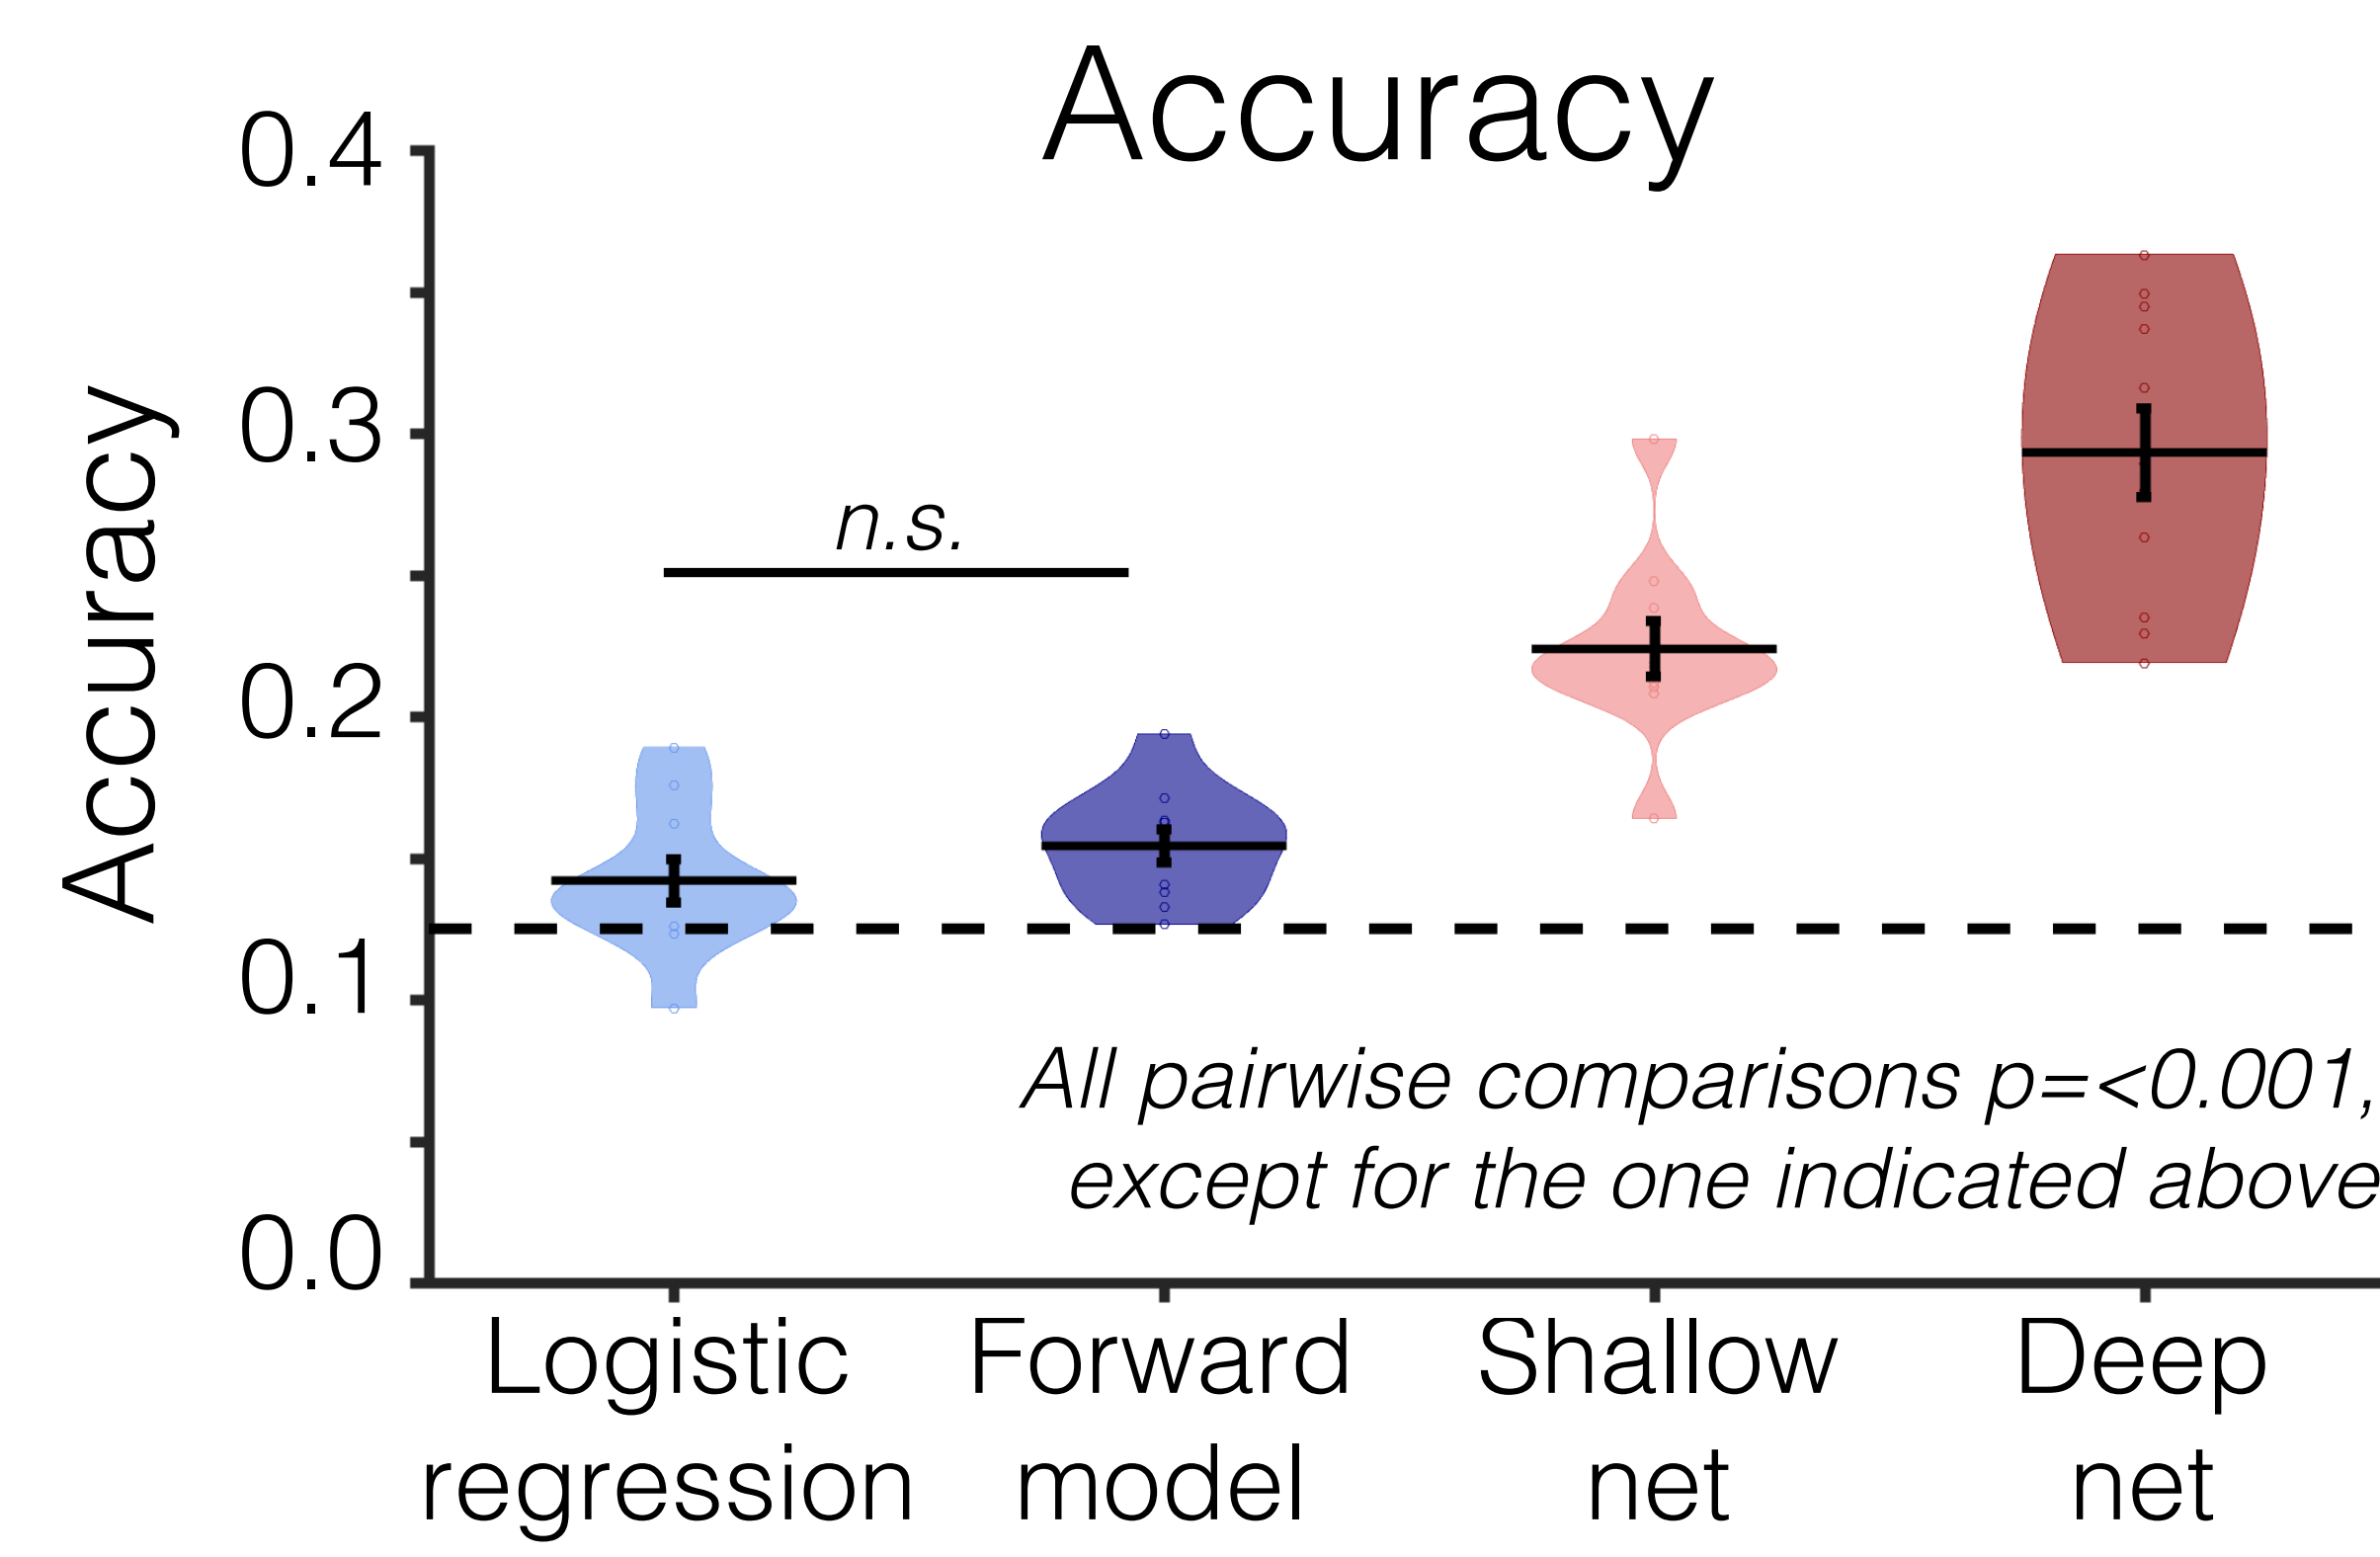 Accuracy
0.4
0.3
0.2
0.1
0.0
Accuracy
n.s.
All pairwise comparisons p=<0.001,
except for the one indicated above
Logistic regression
Forward model
Shallow net
Deep net